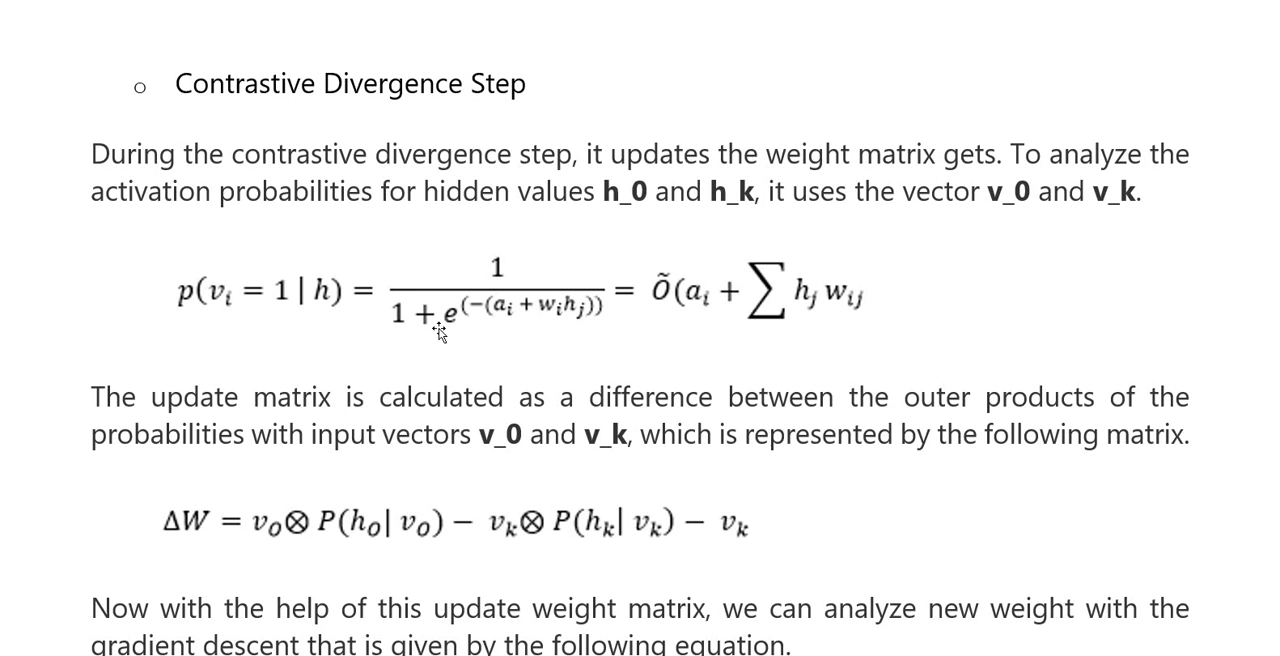 ○ Contrastive Divergence Step
During the contrastive divergence step, it updates the weight matrix gets. To analyze the
activation probabilities for hidden values h_0 and h_k, it uses the vector v_0 and v_k.
p(vᵢ = 1 | h) = 1 / (1 + e^(−(aᵢ + wᵢhⱼ))) = Õ(aᵢ + ∑ hⱼ wᵢⱼ
The update matrix is calculated as a difference between the outer products of the
probabilities with input vectors v_0 and v_k, which is represented by the following matrix.
ΔW = v₀⊗ P(h₀| v₀) − vₖ⊗ P(hₖ| vₖ) − vₖ
Now with the help of this update weight matrix, we can analyze new weight with the
gradient descent that is given by the following equation.